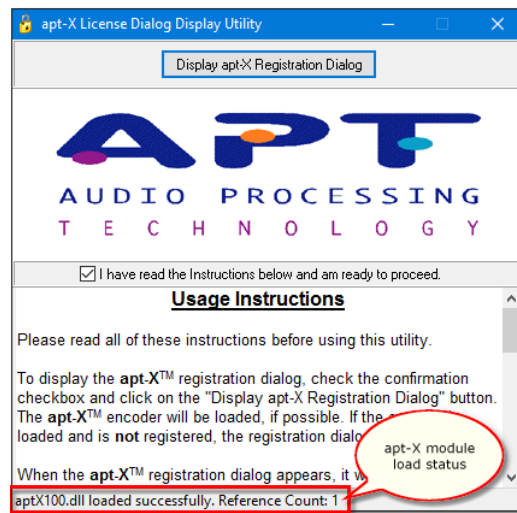 apt-X License Dialog Display Utility
Display apt-X Registration Dialog
APT
AUDIO PROCESSING
TECHNOLOGY
I have read the Instructions below and am ready to proceed.
Usage Instructions
Please read all of these instructions before using this utility.
To display the apt-X™ registration dialog, check the confirmation
checkbox and click on the "Display apt-X Registration Dialog" button.
The apt-X™ encoder will be loaded, if possible. If the
loaded and is not registered, the registration
When the apt-X™ registration dialog appears, it
apt-X module
load status
aptX100.dll loaded successfully. Reference Count: 1